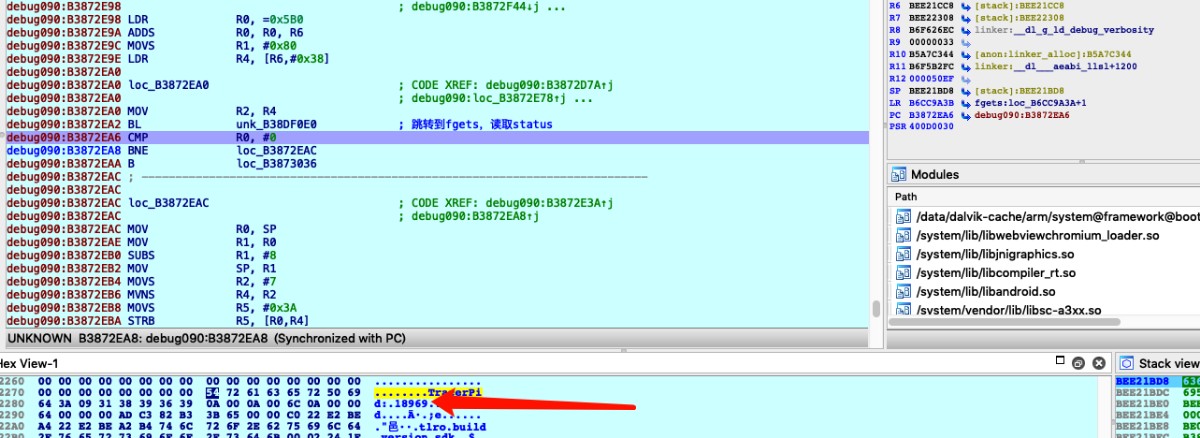 debug090:B3872E98 ; debug090:B3872F44↓j ...
debug090:B3872E98 LDR R0, =0x5B0
debug090:B3872E9A ADDS R0, R0, R6
debug090:B3872E9C MOVS R1, #0x80
debug090:B3872E9E LDR R4, [R6,#0x38]
debug090:B3872EA0
debug090:B3872EA0 loc_B3872EA0 ; CODE XREF: debug090:B3872D7A↑j
debug090:B3872EA0 ; debug090:loc_B3872E78↑j ...
debug090:B3872EA0 MOV R2, R4
debug090:B3872EA2 BL unk_B38DF0E0 ; 跳转到fgets，读取status
debug090:B3872EA6 CMP R0, #0
debug090:B3872EA8 BNE loc_B3872EAC
debug090:B3872EAA B loc_B3873036
debug090:B3872EAC ; ---------------------------------------------------------------------------
debug090:B3872EAC
debug090:B3872EAC loc_B3872EAC ; CODE XREF: debug090:B3872E3A↑j
debug090:B3872EAC ; debug090:B3872EA8↑j
debug090:B3872EAC MOV R0, SP
debug090:B3872EAE MOV R1, R0
debug090:B3872EB0 SUBS R1, #8
debug090:B3872EB2 MOV SP, R1
debug090:B3872EB4 MOVS R2, #7
debug090:B3872EB6 MVNS R4, R2
debug090:B3872EB8 MOVS R5, #0x3A
debug090:B3872EBA STRB R5, [R0,R4]
UNKNOWN B3872EA8: debug090:B3872EA8 (Synchronized with PC)
R6 BEE21CC8 [stack]:BEE21CC8
R7 BEE22308 [stack]:BEE22308
R8 B6F626EC linker:__dl_g_ld_debug_verbosity
R9 00000033
R10 B5A7C344 [anon:linker_alloc]:B5A7C344
R11 B6F5B2FC linker:__dl___aeabi_llsl+1200
R12 000050EF
SP BEE21BD8 [stack]:BEE21BD8
LR B6CC9A3B fgets:loc_B6CC9A3A+1
PC B3872EA6 debug090:B3872EA6
PSR 400D0030
Modules
Path
/data/dalvik-cache/arm/system@framework@boot
/system/lib/libwebviewchromium_loader.so
/system/lib/libjnigraphics.so
/system/lib/libcompiler_rt.so
/system/lib/libandroid.so
/system/vendor/lib/libsc-a3xx.so
Hex View-1
2260 00 00 00 00 00 00 00 00 00 00 00 00 00 00 00 00 ................
2270 00 00 00 00 00 00 00 00 54 72 61 63 65 72 50 69 ........TracerPi
2280 64 3A 09 31 38 39 36 39 0A 00 0A 00 6C 0A 00 00 d:.18969.
2290 64 00 00 00 AD C3 82 B3 3B 65 00 00 C0 22 E2 BE
22A0 A4 22 E2 BE A2 B4 74 6C 72 6F 2E 62 75 69 6C 64 ."邑..tlro.build
Stack view
BEE21BD8
BEE21BDC
BEE21BE0
BEE21BE4